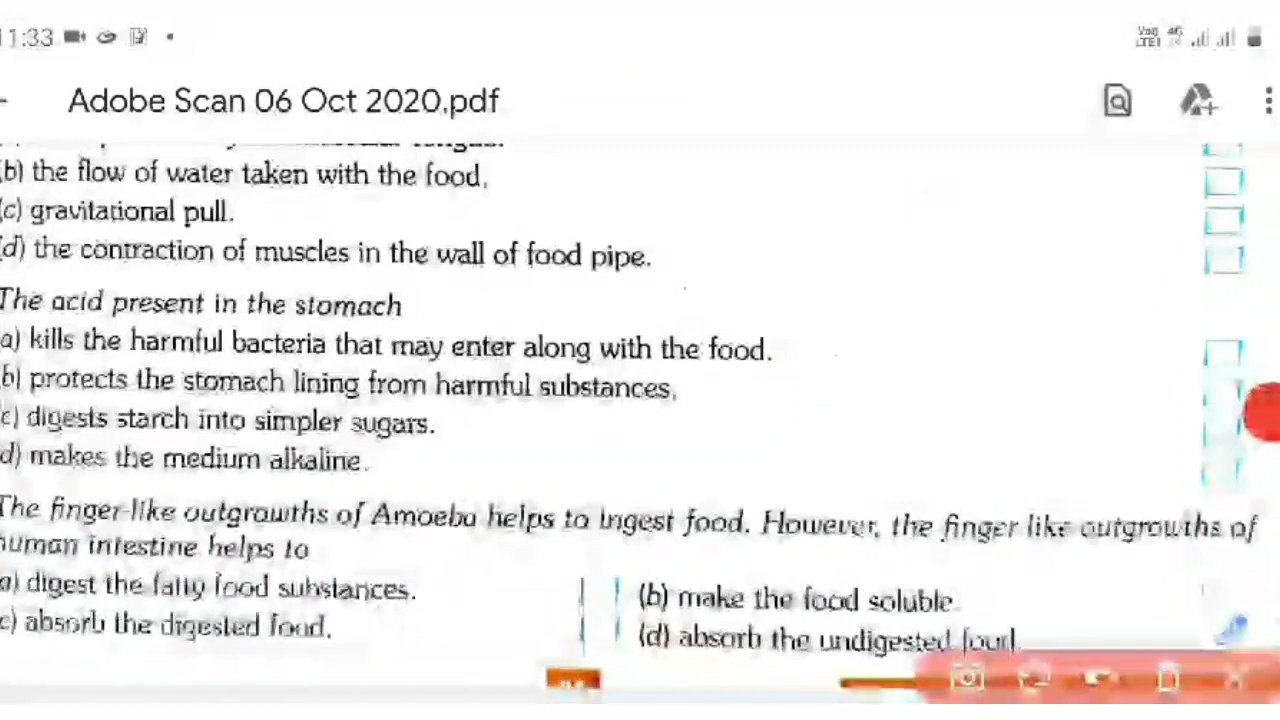 11:33
Adobe Scan 06 Oct 2020.pdf
(b) the flow of water taken with the food,
(c) gravitational pull.
(d) the contraction of muscles in the wall of food pipe.
The acid present in the stomach
a) kills the harmful bacteria that may enter along with the food.
b) protects the stomach lining from harmful substances,
c) digests starch into simpler sugars.
d) makes the medium alkaline.
The finger-like outgrowths of Amoeba helps to ingest food. However, the finger like outgrowths of
human intestine helps to
a) digest the fatty food substances.
(b) make the food soluble
c) absorb the digested food.
(d) absorb the undigested food